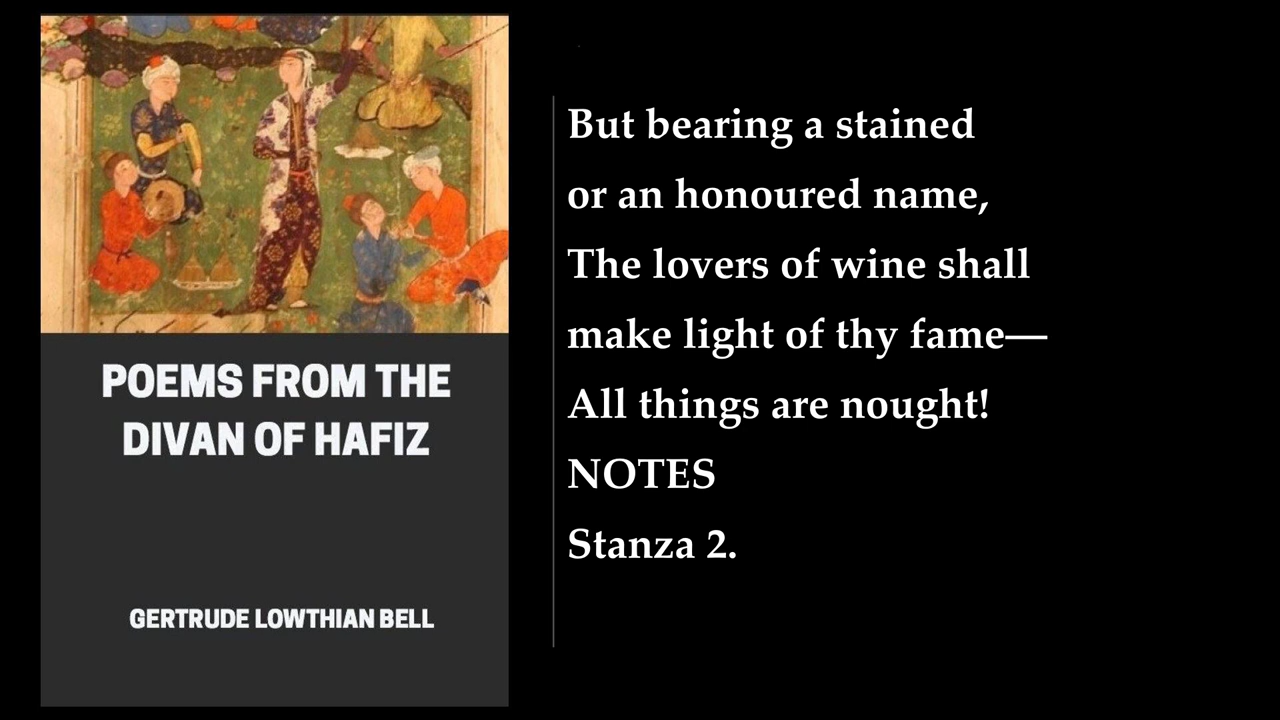 POEMS FROM THE
DIVAN OF HAFIZ
GERTRUDE LOWTHIAN BELL
But bearing a stained
or an honoured name,
The lovers of wine shall
make light of thy fame—
All things are nought!
NOTES
Stanza 2.